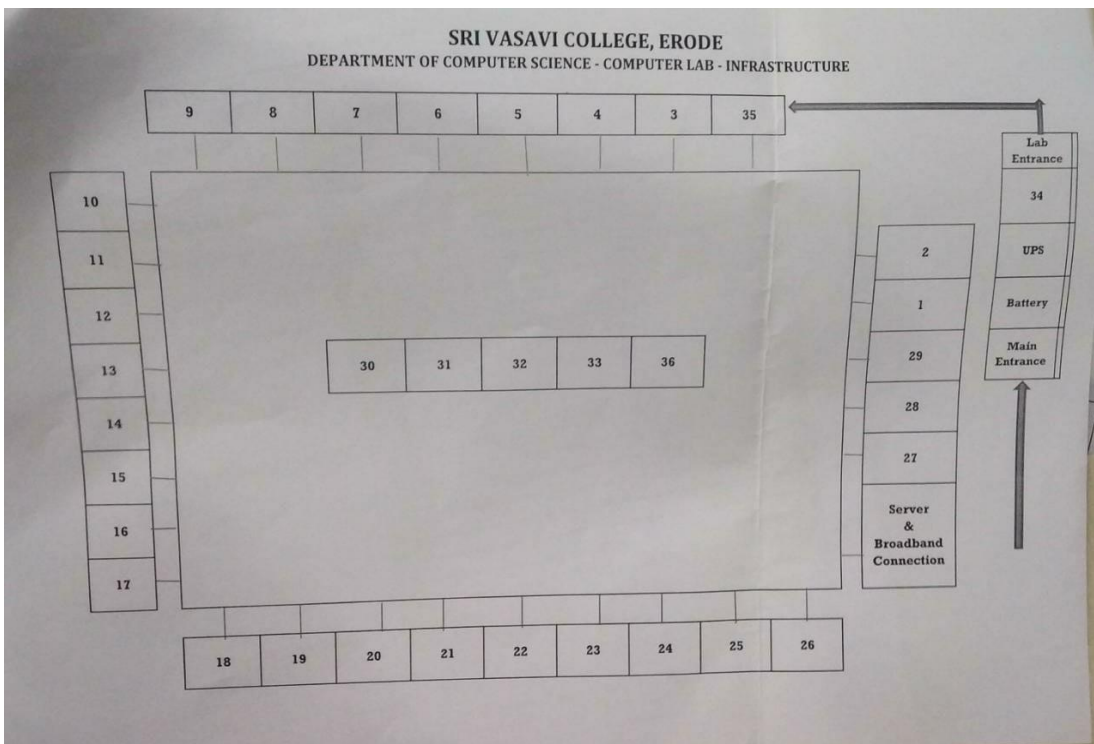 SRI VASAVI COLLEGE, ERODE
DEPARTMENT OF COMPUTER SCIENCE - COMPUTER LAB - INFRASTRUCTURE
9 8 7 6 5 4 3 35
Lab
Entrance
34
UPS
Battery
Main
Entrance
10
11
12
13
14
15
16
17
2
1
29
28
27
Server
&
Broadband
Connection
30 31 32 33 36
18 19 20 21 22 23 24 25 26